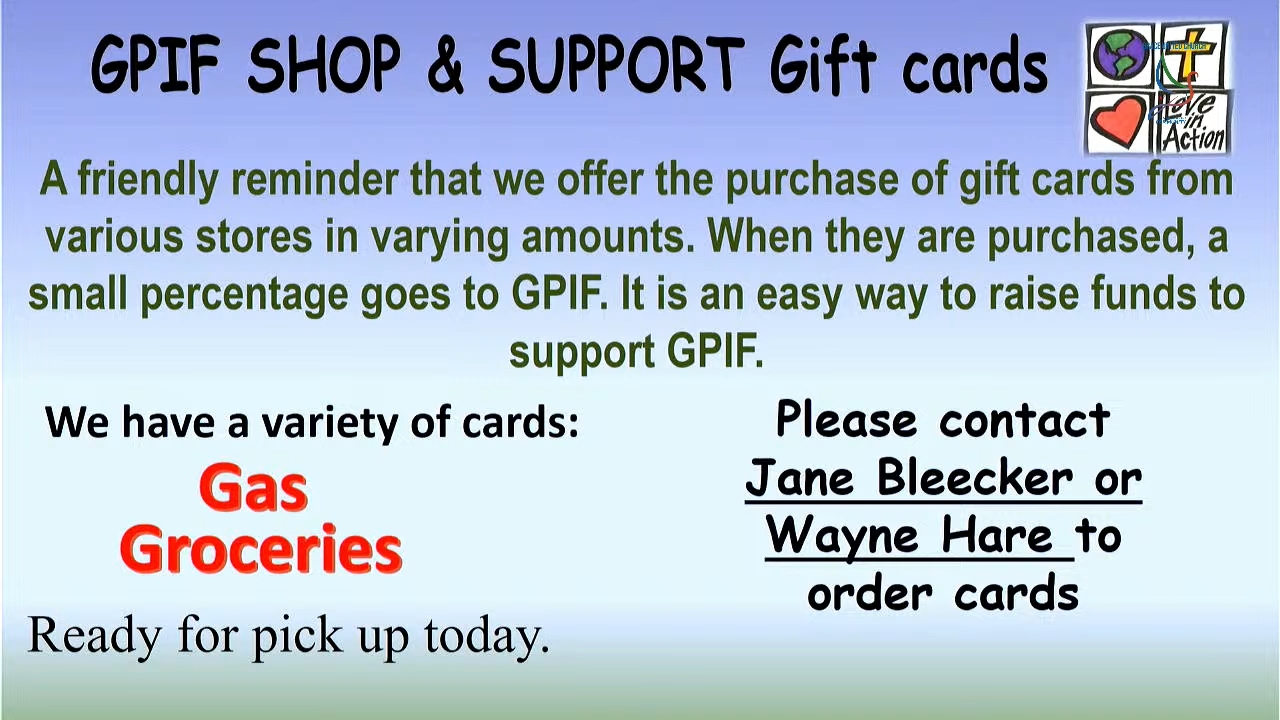 GPIF SHOP & SUPPORT Gift cards
Love
in
Action
A friendly reminder that we offer the purchase of gift cards from
various stores in varying amounts. When they are purchased, a
small percentage goes to GPIF. It is an easy way to raise funds to
support GPIF.
We have a variety of cards:
Gas
Groceries
Ready for pick up today.
Please contact
Jane Bleecker or
Wayne Hare to
order cards